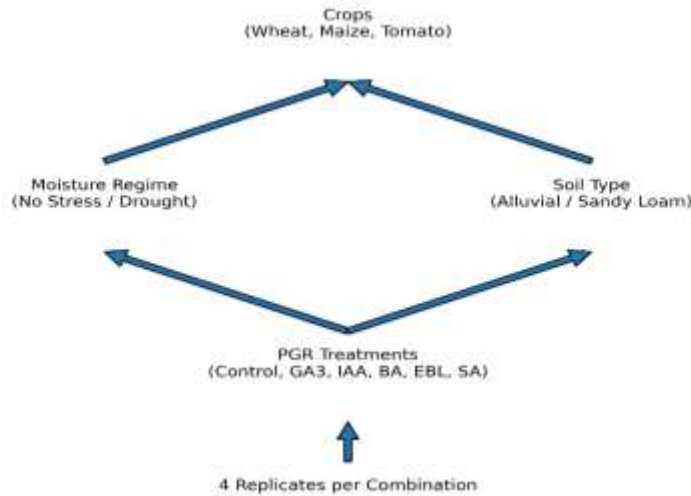 Crops
(Wheat, Maize, Tomato)
Moisture Regime
(No Stress / Drought)
Soil Type
(Alluvial / Sandy Loam)
PGR Treatments
(Control, GA3, IAA, BA, EBL, SA)
4 Replicates per Combination